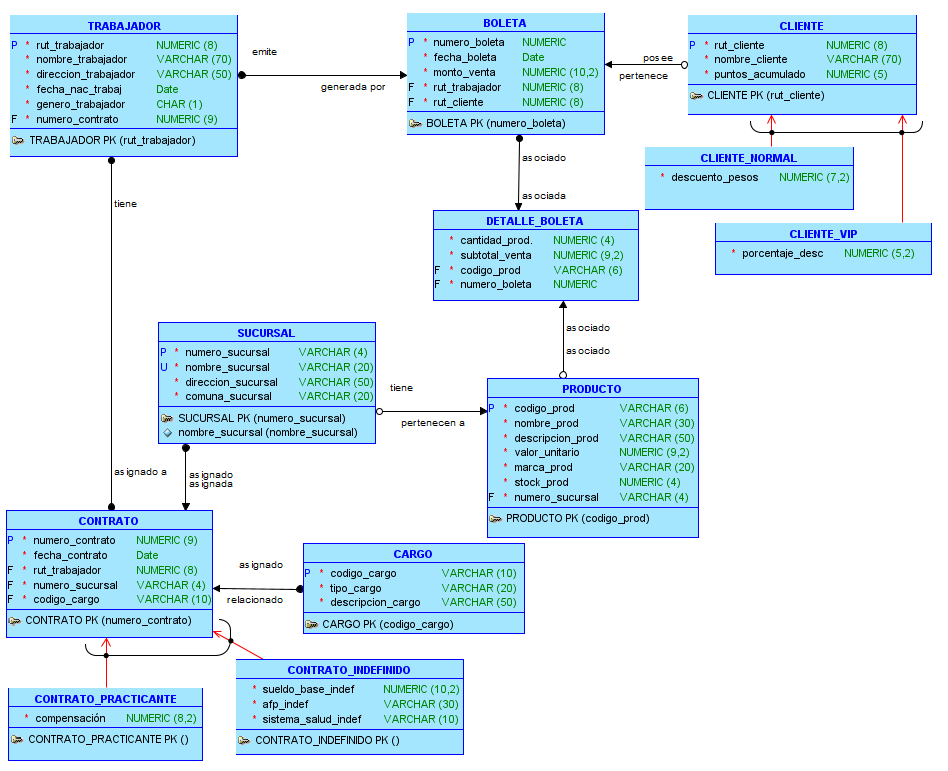 TRABAJADOR
P * rut_trabajador NUMERIC (8)
* nombre_trabajador VARCHAR (70)
* direccion_trabajador VARCHAR (50)
* fecha_nac_trabaj Date
* genero_trabajador CHAR (1)
F * numero_contrato NUMERIC (9)
TRABAJADOR PK (rut_trabajador)
emite
generada por
BOLETA
P * numero_boleta NUMERIC
* fecha_boleta Date
* monto_venta NUMERIC (10,2)
F * rut_trabajador NUMERIC (8)
F * rut_cliente NUMERIC (8)
BOLETA PK (numero_boleta)
posee
pertenece
CLIENTE
P * rut_cliente NUMERIC (8)
* nombre_cliente VARCHAR (70)
* puntos_acumulado NUMERIC (5)
CLIENTE PK (rut_cliente)
CLIENTE_NORMAL
* descuento_pesos NUMERIC (7,2)
CLIENTE_VIP
* porcentaje_desc NUMERIC (5,2)
asociado
asociada
DETALLE_BOLETA
* cantidad_prod. NUMERIC (4)
* subtotal_venta NUMERIC (9,2)
F * codigo_prod VARCHAR (6)
F * numero_boleta NUMERIC
asociado
asociado
tiene
asignado a
SUCURSAL
P * numero_sucursal VARCHAR (4)
U * nombre_sucursal VARCHAR (20)
* direccion_sucursal VARCHAR (50)
* comuna_sucursal VARCHAR (20)
SUCURSAL PK (numero_sucursal)
nombre_sucursal (nombre_sucursal)
tiene
pertenecen a
PRODUCTO
P * codigo_prod VARCHAR (6)
* nombre_prod VARCHAR (30)
* descripcion_prod VARCHAR (50)
* valor_unitario NUMERIC (9,2)
* marca_prod VARCHAR (20)
* stock_prod NUMERIC (4)
F * numero_sucursal VARCHAR (4)
PRODUCTO PK (codigo_prod)
asignado
asignada
CONTRATO
P * numero_contrato NUMERIC (9)
* fecha_contrato Date
F * rut_trabajador NUMERIC (8)
F * numero_sucursal VARCHAR (4)
F * codigo_cargo VARCHAR (10)
CONTRATO PK (numero_contrato)
asignado
relacionado
CARGO
P * codigo_cargo VARCHAR (10)
* tipo_cargo VARCHAR (20)
* descripcion_cargo VARCHAR (50)
CARGO PK (codigo_cargo)
CONTRATO_PRACTICANTE
* compensación NUMERIC (8,2)
CONTRATO_PRACTICANTE PK ()
CONTRATO_INDEFINIDO
* sueldo_base_indef NUMERIC (10,2)
* afp_indef VARCHAR (30)
* sistema_salud_indef VARCHAR (10)
CONTRATO_INDEFINIDO PK ()